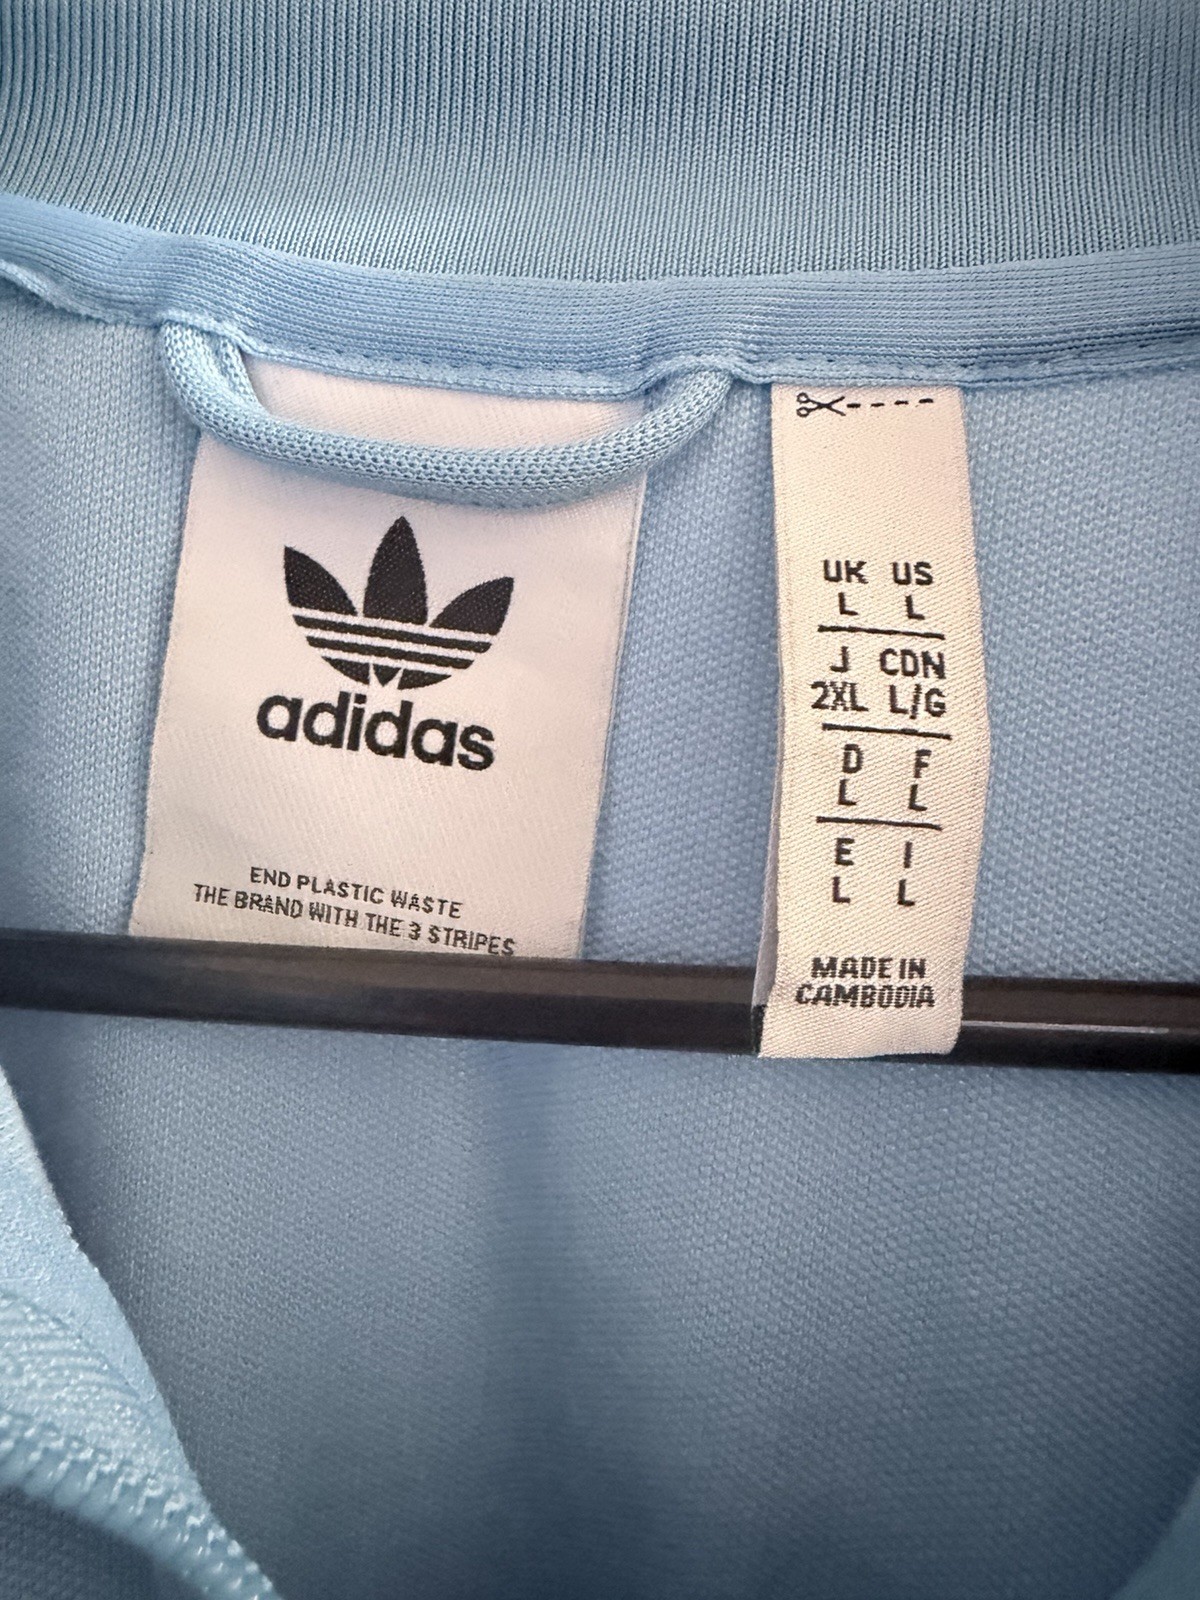 adidas
END PLASTIC WASTE
THE BRAND WITH THE 3 STRIPES
UK US
L L
J CDN
2XL L/G
D F
L L
E I
L L
MADE IN
CAMBODIA